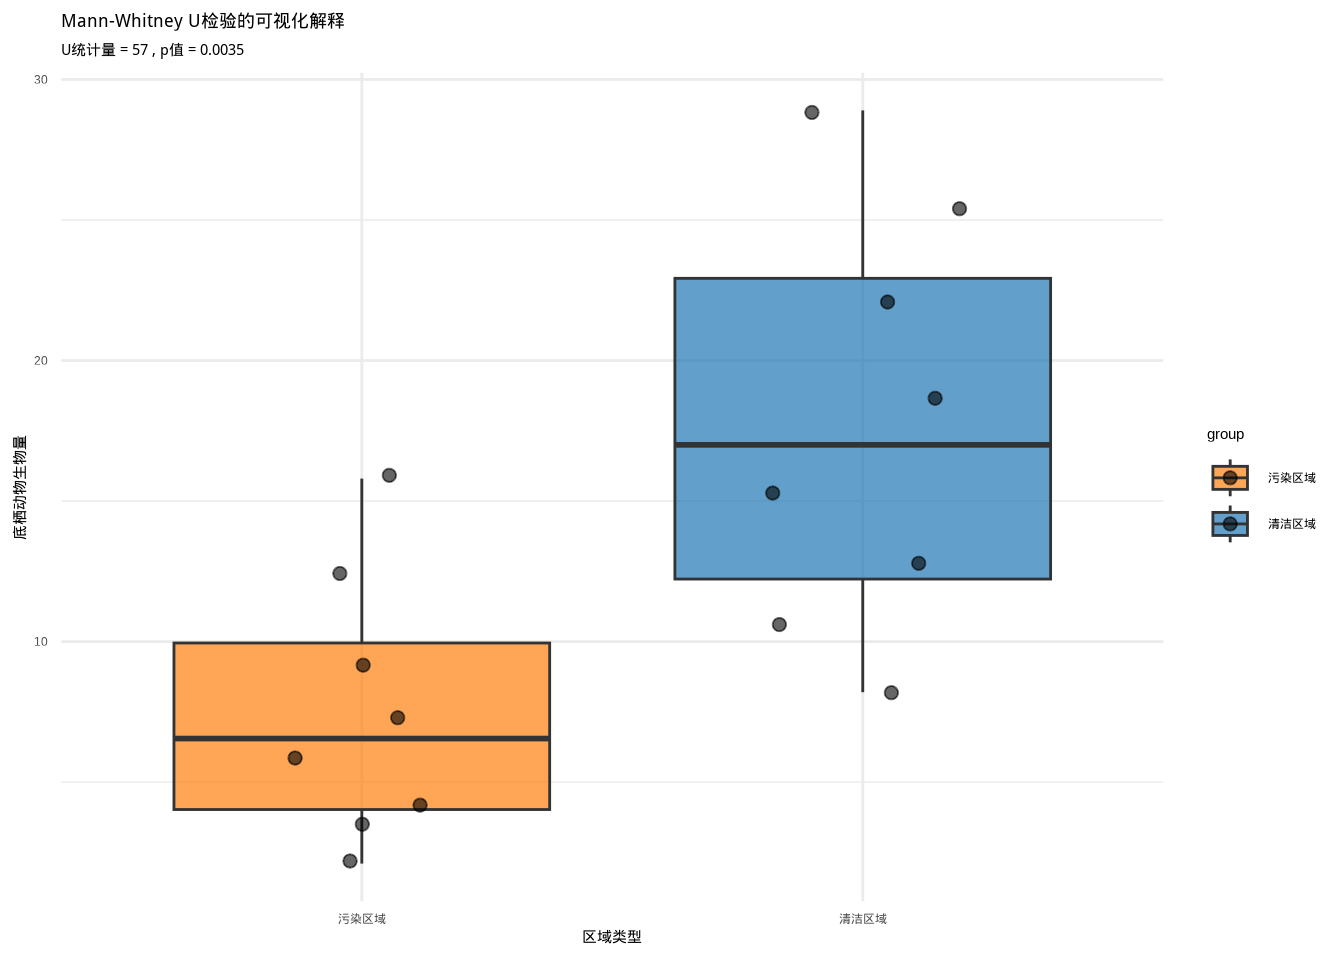 Mann-Whitney U检验的可视化解释
U统计量 = 57 , p值 = 0.0035
30
20
10
底栖动物生物量
污染区域
清洁区域
区域类型
group
污染区域
清洁区域